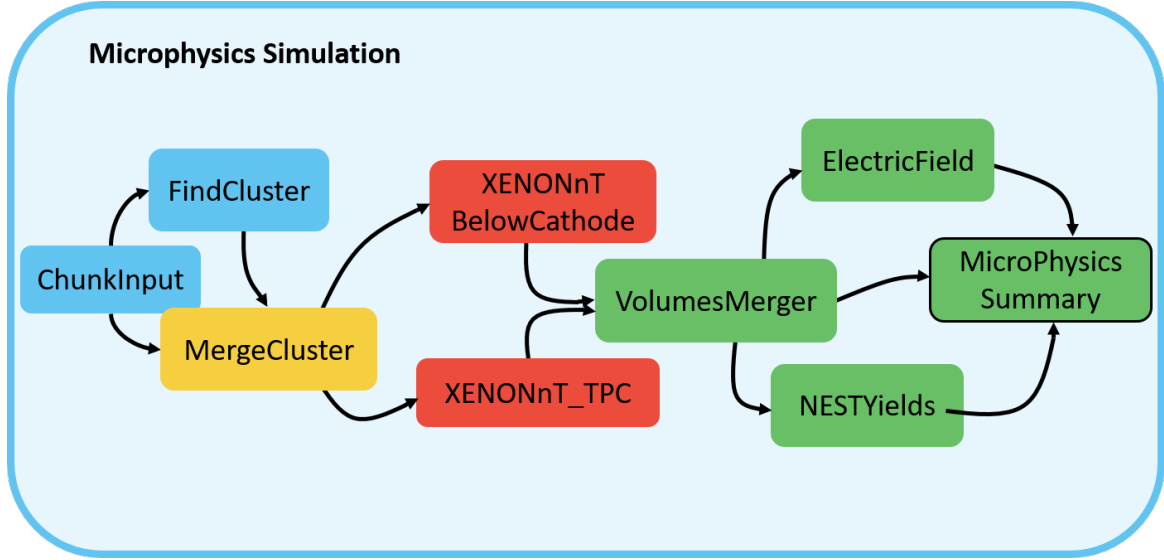 Microphysics Simulation
FindCluster
ChunkInput
MergeCluster
XENONnT
BelowCathode
XENONnT_TPC
VolumesMerger
ElectricField
MicroPhysics
Summary
NESTYields